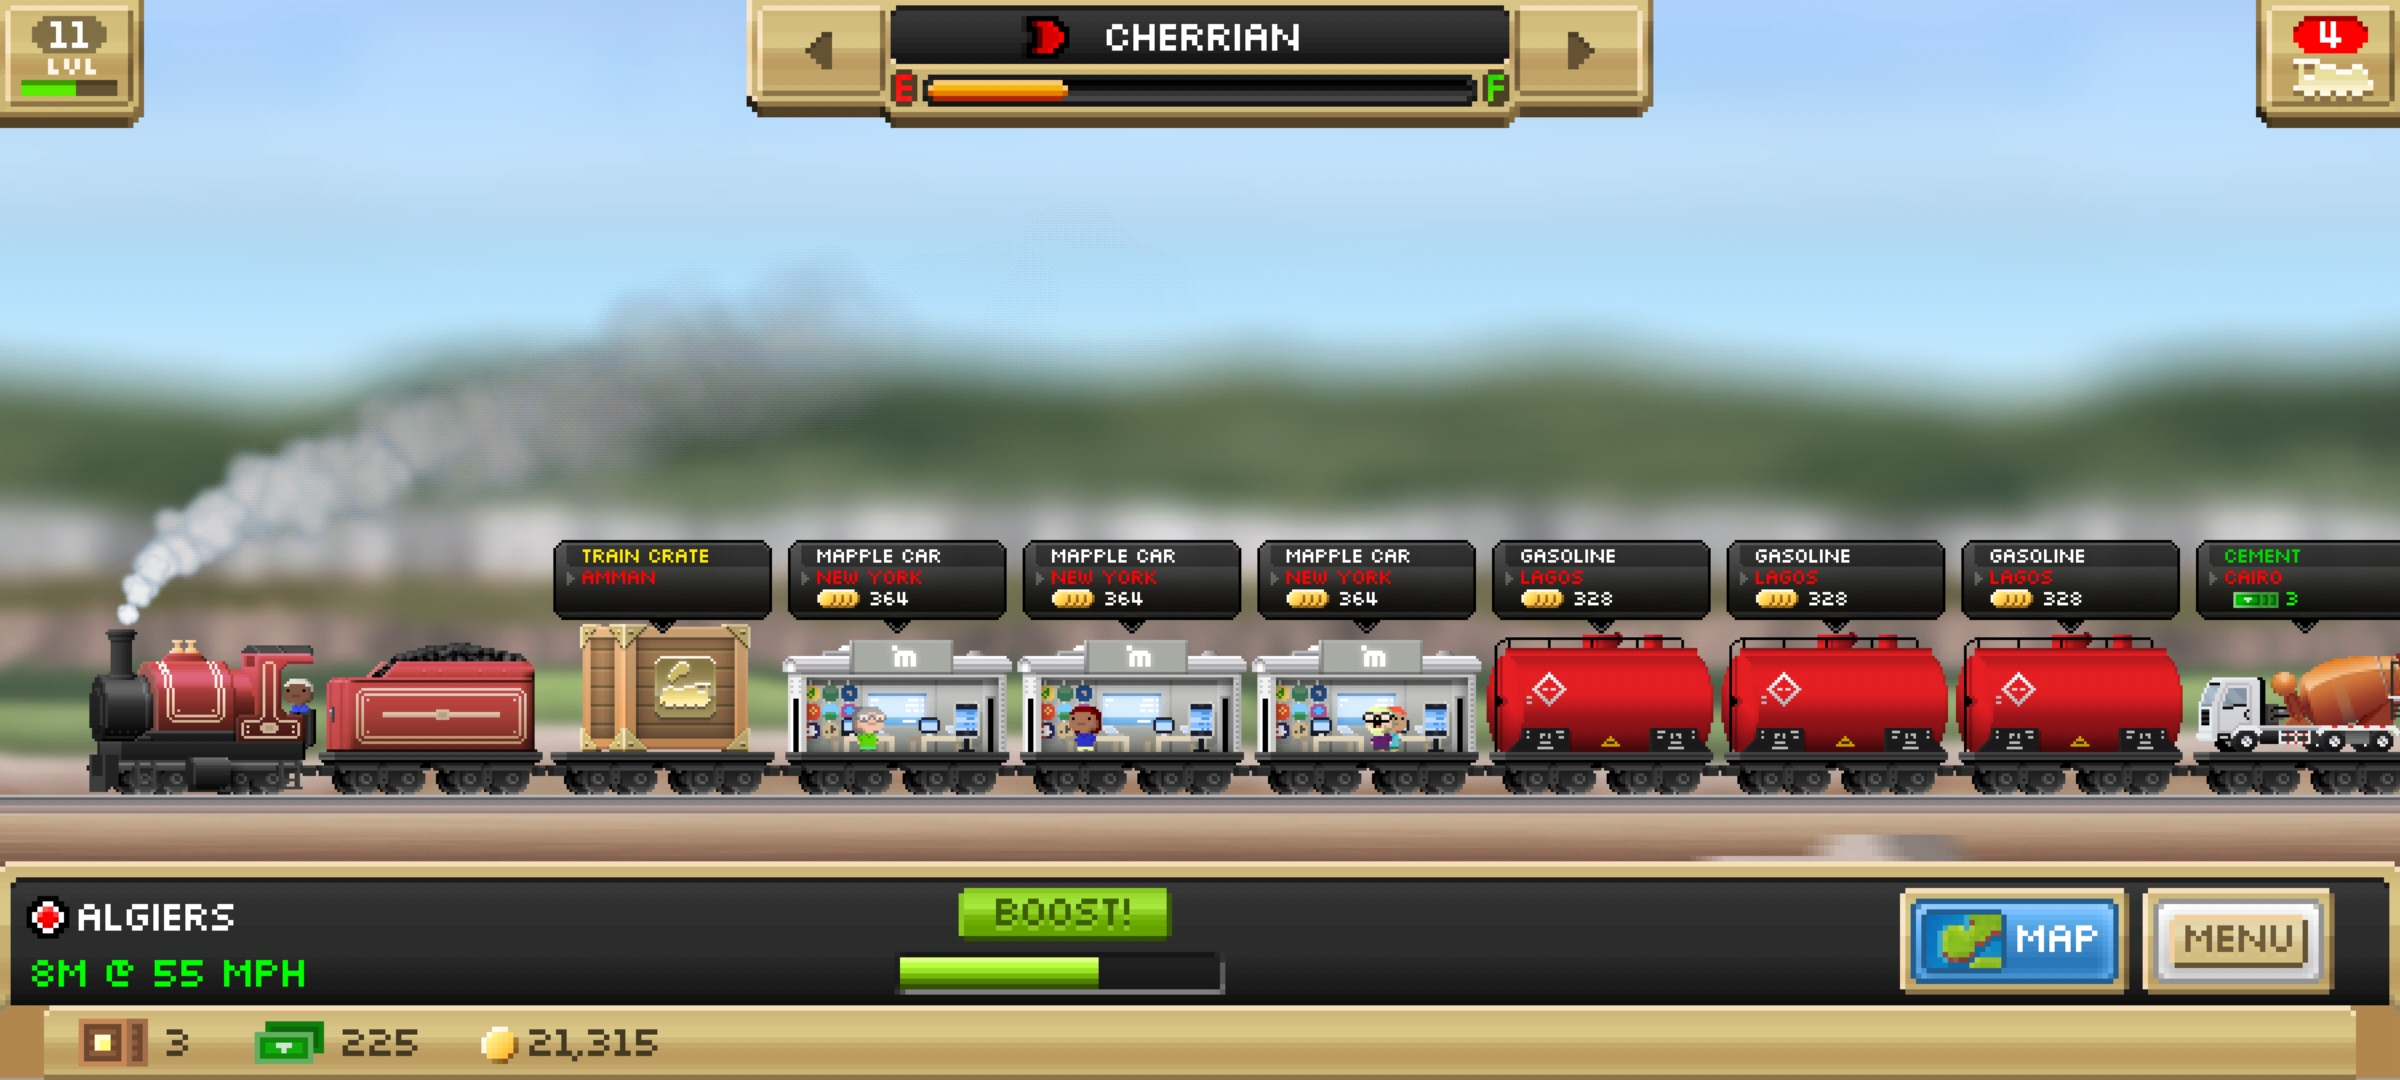 11
LVL
CHERRIAN
E
F
4
TRAIN CRATE
AMMAN
MAPPLE CAR
NEW YORK
364
MAPPLE CAR
NEW YORK
364
MAPPLE CAR
NEW YORK
364
GASOLINE
LAGOS
328
GASOLINE
LAGOS
328
GASOLINE
LAGOS
328
CEMENT
CAIRO
3
m
m
m
ALGIERS
8M @ 55 MPH
BOOST!
MAP
MENU
3
225
21,315